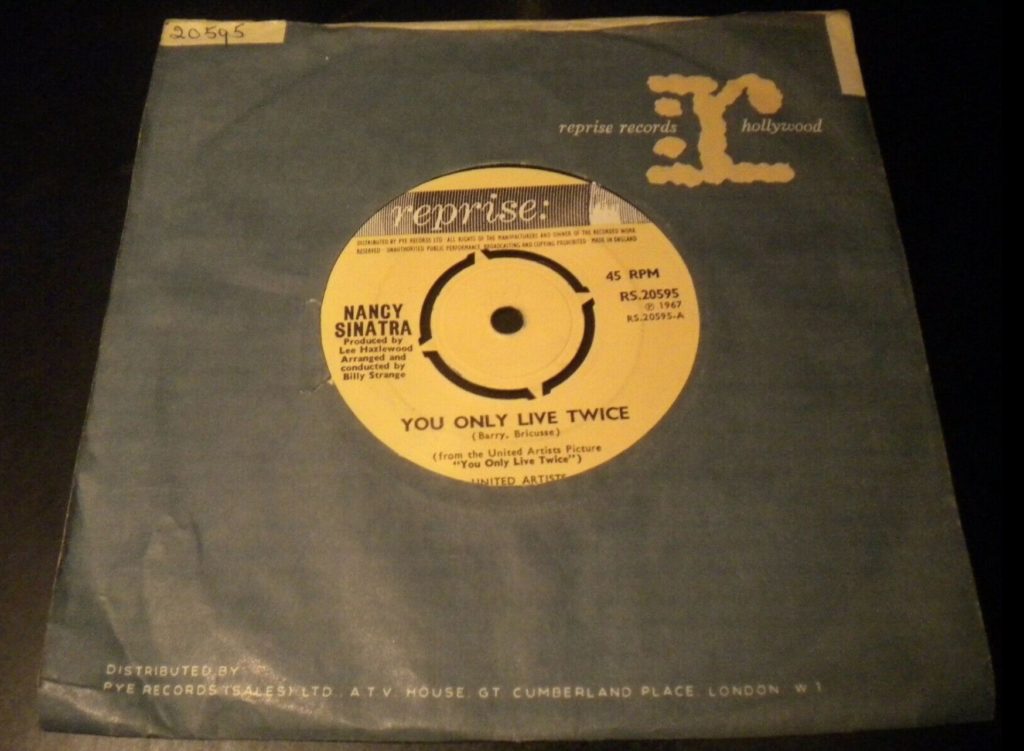 20595
reprise records
hollywood
r:
reprise:
DISTRIBUTED BY PYE RECORDS LTD. ALL RIGHTS OF THE MANUFACTURERS AND OWNER OF THE RECORDED WORK
RESERVED · UNAUTHORISED PUBLIC PERFORMANCE, BROADCASTING AND COPYING PROHIBITED · MADE IN ENGLAND
45 RPM
RS.20595
℗ 1967
RS.20595-A
NANCY
SINATRA
Produced by
Lee Hazlewood
Arranged and
conducted by
Billy Strange
YOU ONLY LIVE TWICE
(Barry, Bricusse)
(from the United Artists Picture
"You Only Live Twice")
UNITED ARTISTS
DISTRIBUTED BY
PYE RECORDS (SALES) LTD. A.T.V. HOUSE. GT. CUMBERLAND PLACE. LONDON. W 1